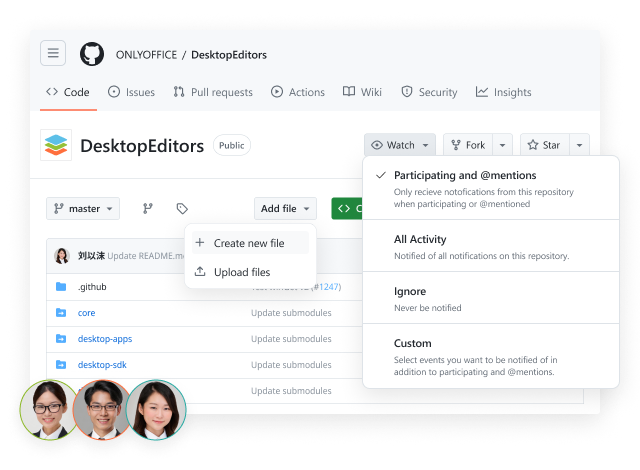 ONLYOFFICE / DesktopEditors
Code Issues Pull requests Actions Wiki Security Insights
DesktopEditors Public
Watch Fork Star
master
Add file
Participating and @mentions
Only recieve notofications from this repository
when participating or @mentioned
All Activity
Notified of all notifications on this repository.
Ignore
Never be notified
Custom
Select events you want to be notified of in
addition to participating and @mentions.
Create new file
Upload files
刘以沫 Update README.m
.github (#1247)
core Update submodules
desktop-apps Update submodules
desktop-sdk Update submodules
Update submodules